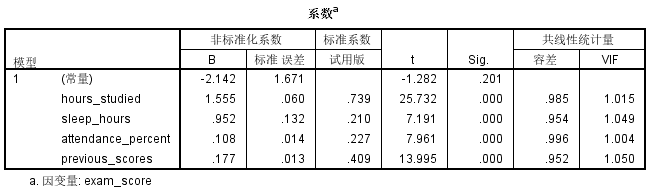 系数a
模型 非标准化系数 标准系数 t Sig. 共线性统计量
B 标准 误差 试用版 容差 VIF
1 (常量) -2.142 1.671 -1.282 .201
hours_studied 1.555 .060 .739 25.732 .000 .985 1.015
sleep_hours .952 .132 .210 7.191 .000 .954 1.049
attendance_percent .108 .014 .227 7.961 .000 .996 1.004
previous_scores .177 .013 .409 13.995 .000 .952 1.050
a. 因变量: exam_score